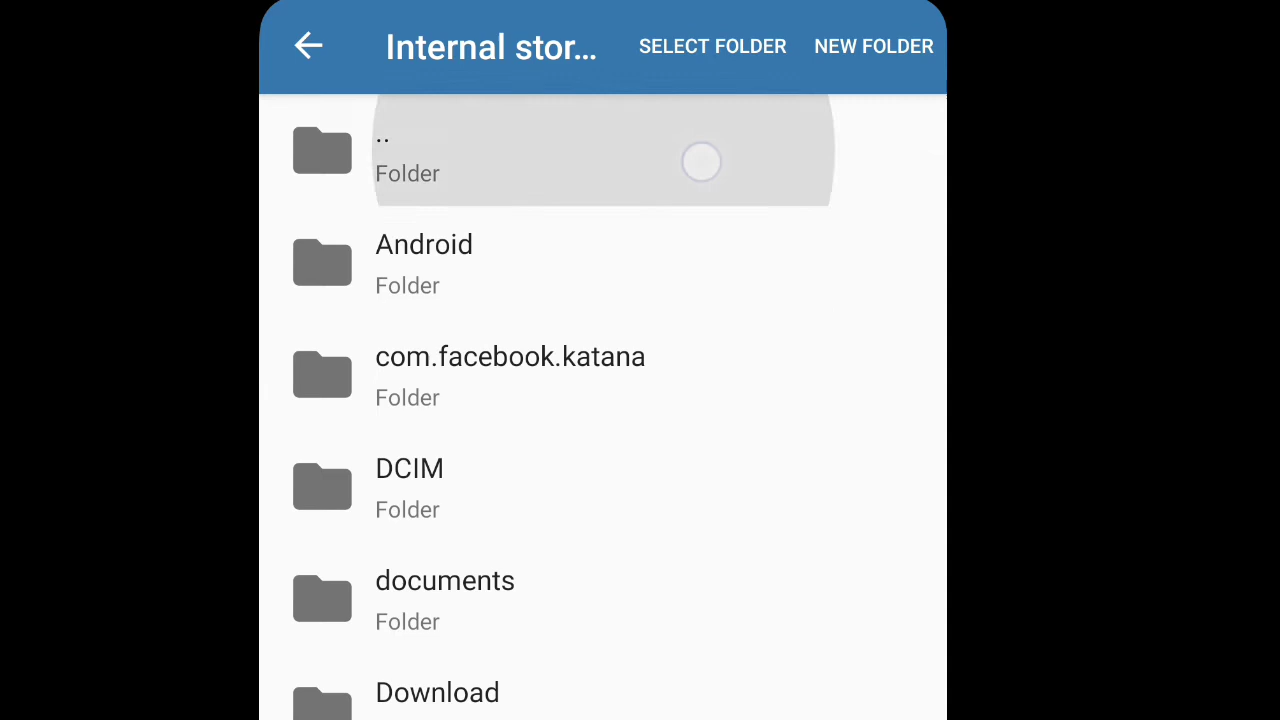 Internal stor... SELECT FOLDER NEW FOLDER
..
Folder
Android
Folder
com.facebook.katana
Folder
DCIM
Folder
documents
Folder
Download